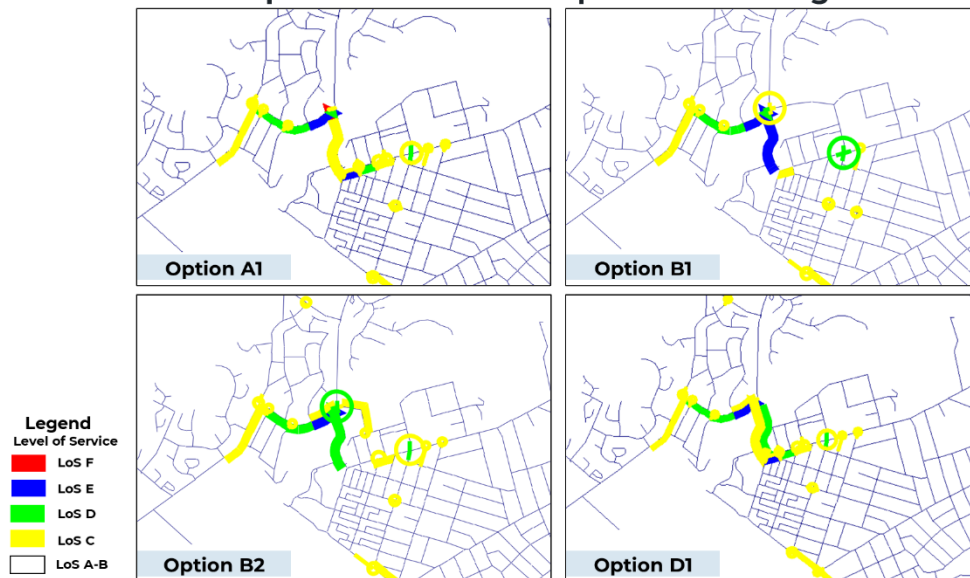 Option A1
Option B1
Option B2
Option D1
Legend
Level of Service
LoS F
LoS E
LoS D
LoS C
LoS A-B